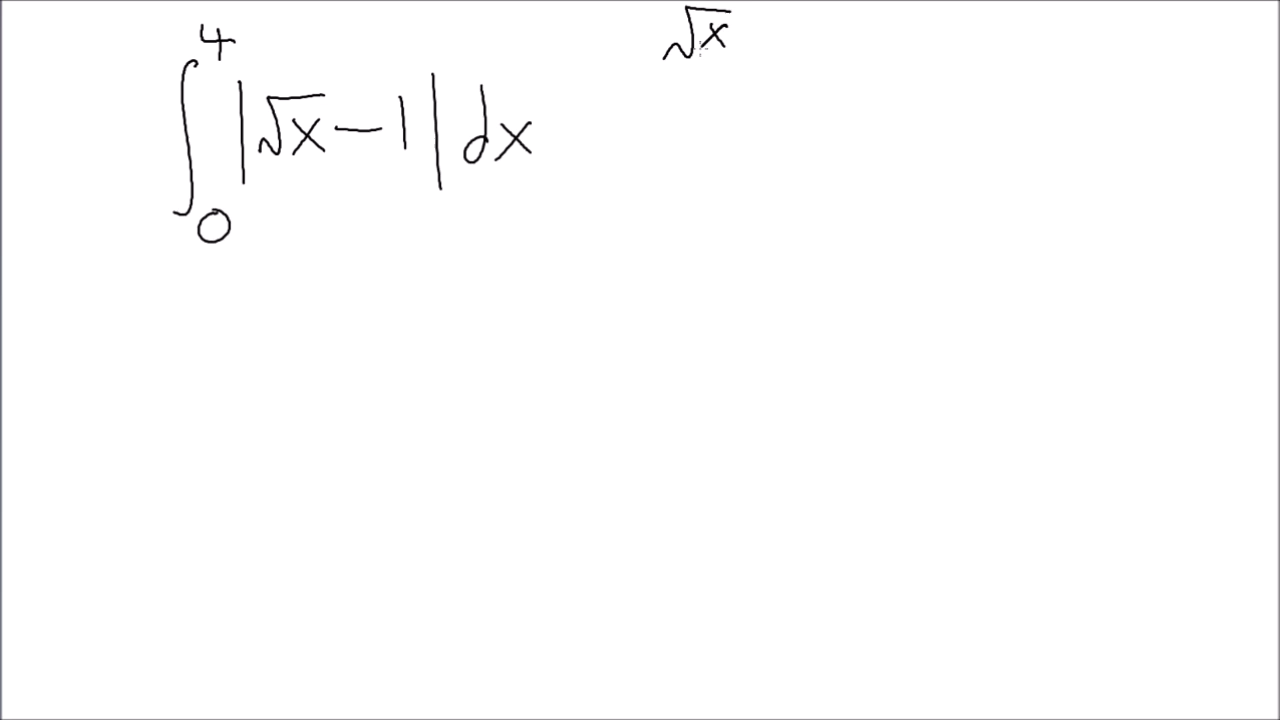 √x
∫₀⁴ |√x − 1| dx